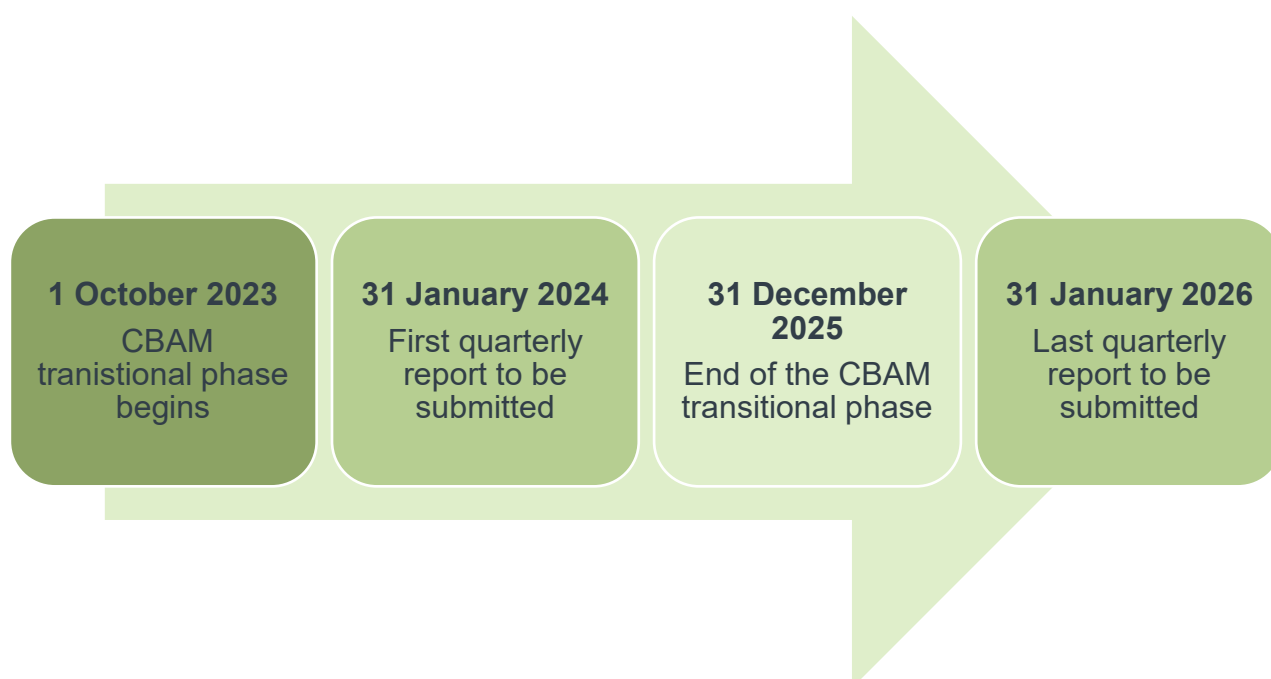 1 October 2023
CBAM
tranistional phase
begins
31 January 2024
First quarterly
report to be
submitted
31 December
2025
End of the CBAM
transitional phase
31 January 2026
Last quarterly
report to be
submitted